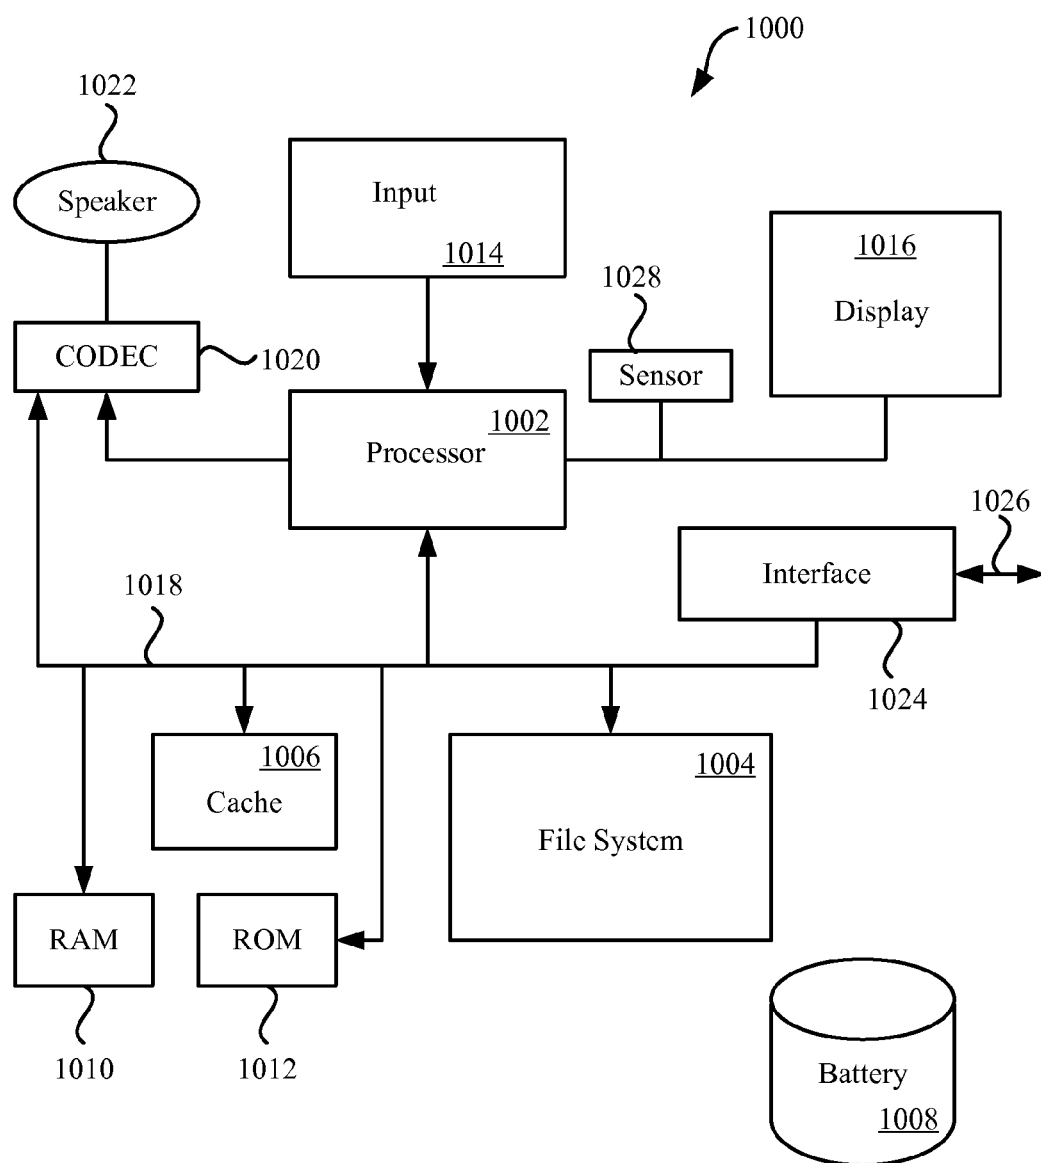 1000
1022
Speaker
Input
1014
1016
Display
1028
Sensor
CODEC
1020
1002
Processor
1026
Interface
1024
1018
1006
Cache
1004
File System
RAM
ROM
1010
1012
Battery
1008